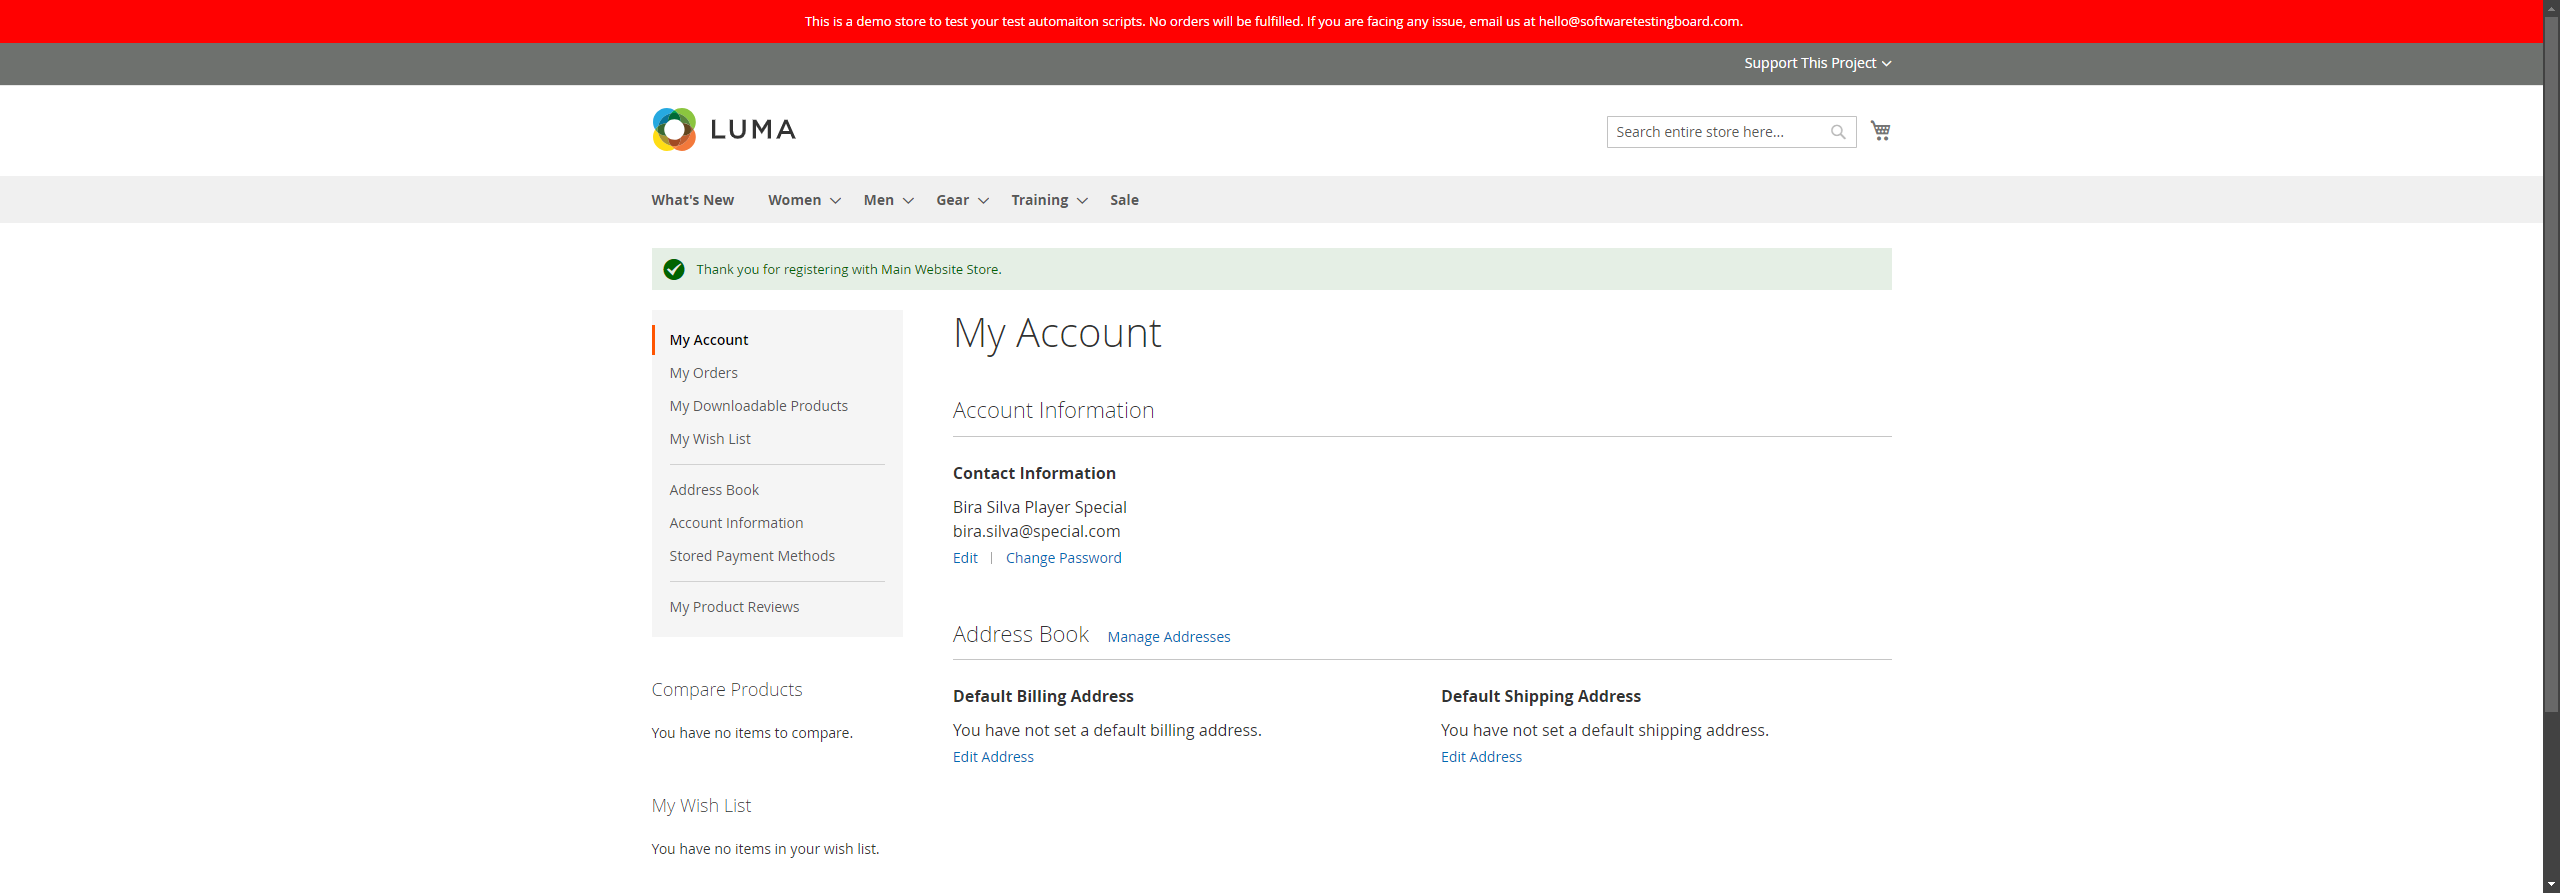 This is a demo store to test your test automaiton scripts. No orders will be fulfilled. If you are facing any issue, email us at hello@softwaretestingboard.com.
Support This Project
LUMA
Search entire store here...
What's New Women Men Gear Training Sale
Thank you for registering with Main Website Store.
My Account
My Orders
My Downloadable Products
My Wish List
Address Book
Account Information
Stored Payment Methods
My Product Reviews
Compare Products
You have no items to compare.
My Wish List
You have no items in your wish list.
My Account
Account Information
Contact Information
Bira Silva Player Special
bira.silva@special.com
Edit | Change Password
Address Book Manage Addresses
Default Billing Address
You have not set a default billing address.
Edit Address
Default Shipping Address
You have not set a default shipping address.
Edit Address